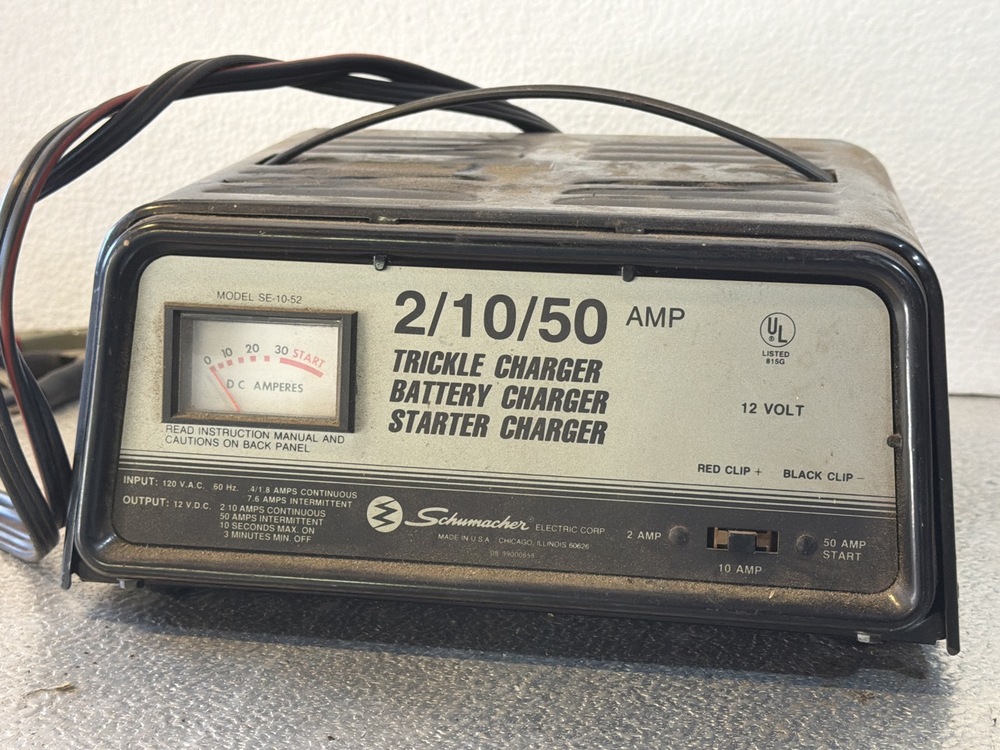 MODEL SE-10-52
0 10 20 30 START
DC AMPERES
READ INSTRUCTION MANUAL AND
CAUTIONS ON BACK PANEL
2/10/50 AMP
TRICKLE CHARGER
BATTERY CHARGER
STARTER CHARGER
UL
®
LISTED
815G
12 VOLT
RED CLIP + BLACK CLIP –
INPUT: 120 V.A.C. 60 Hz. .4/1.8 AMPS CONTINUOUS
7.6 AMPS INTERMITTENT
OUTPUT: 12 V.D.C. 2.10 AMPS CONTINUOUS
50 AMPS INTERMITTENT
10 SECONDS MAX. ON
3 MINUTES MIN. OFF
Schumacher ELECTRIC CORP.
MADE IN U.S.A. CHICAGO, ILLINOIS 60626
2 AMP
10 AMP
50 AMP
START